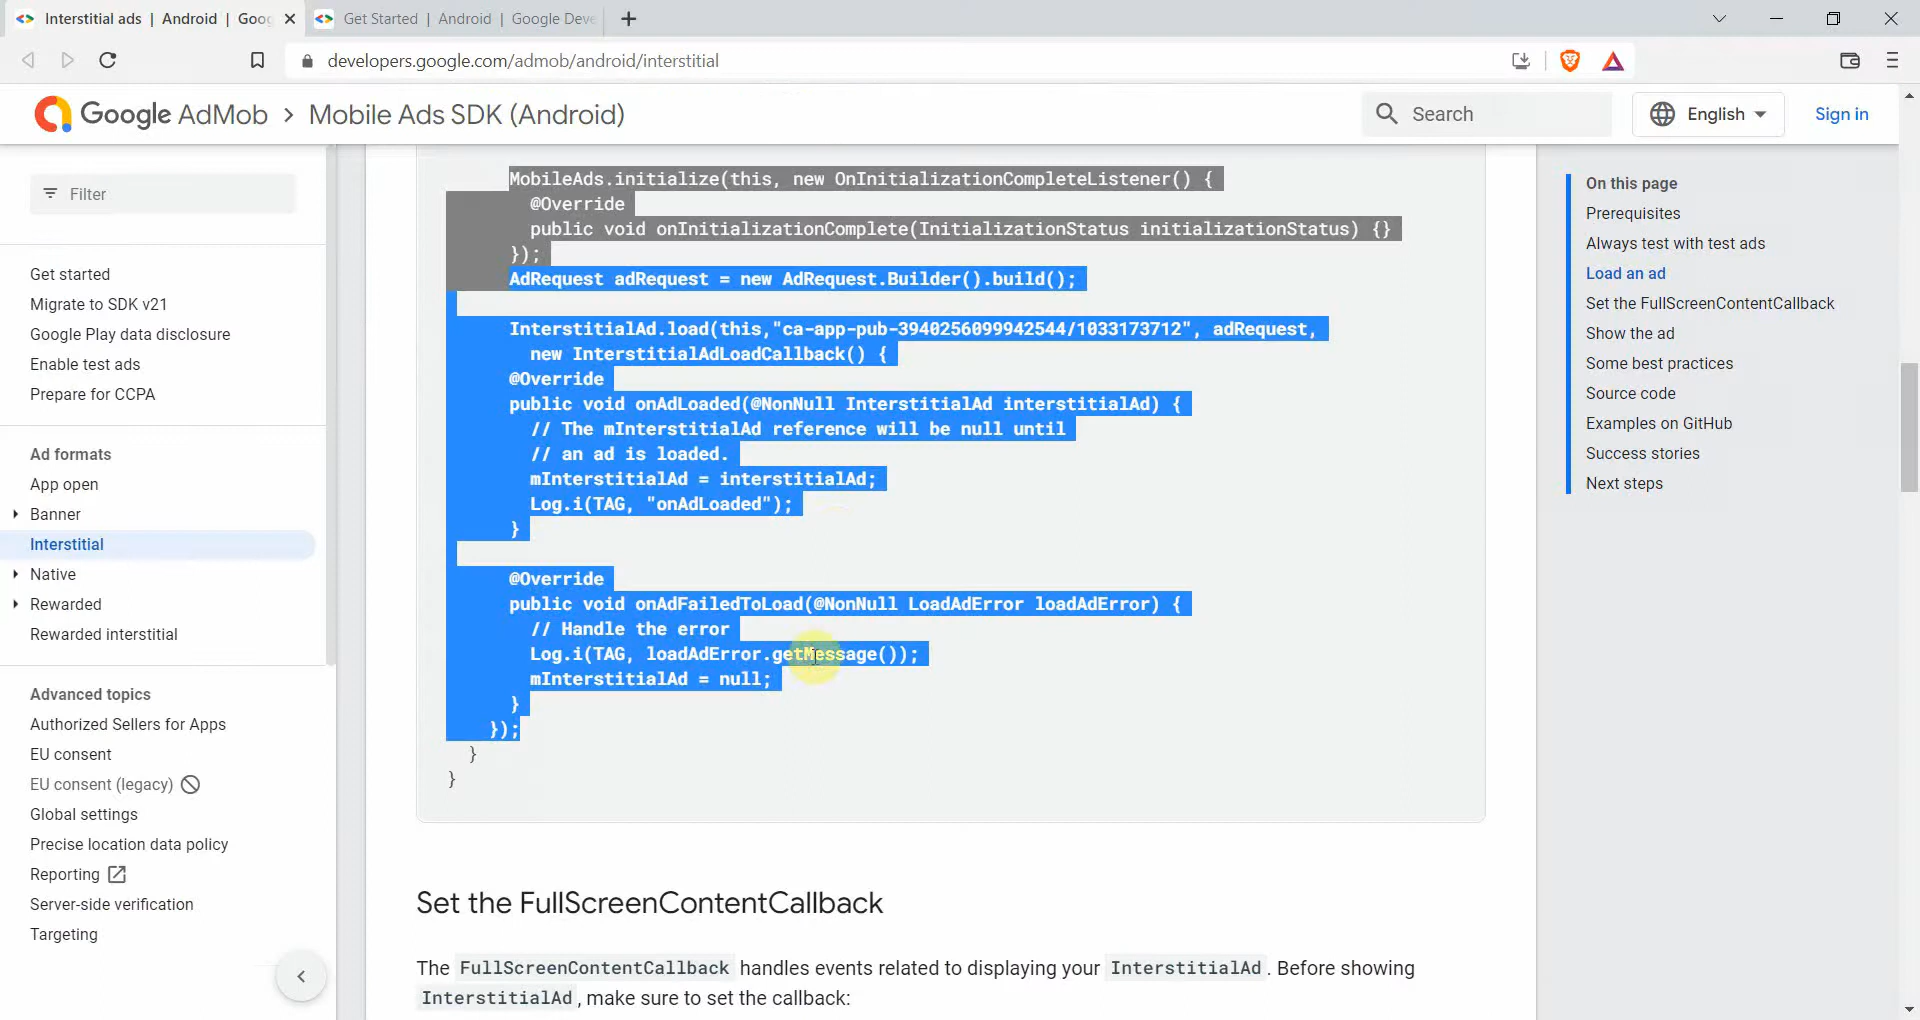 Interstitial ads | Android | Goog
Get Started | Android | Google Deve
developers.google.com/admob/android/interstitial
Google AdMob > Mobile Ads SDK (Android)
Search
English
Sign in
Filter
Get started
Migrate to SDK v21
Google Play data disclosure
Enable test ads
Prepare for CCPA
Ad formats
App open
Banner
Interstitial
Native
Rewarded
Rewarded interstitial
Advanced topics
Authorized Sellers for Apps
EU consent
EU consent (legacy)
Global settings
Precise location data policy
Reporting
Server-side verification
Targeting
MobileAds.initialize(this, new OnInitializationCompleteListener() {
@Override
public void onInitializationComplete(InitializationStatus initializationStatus) {}
});
AdRequest adRequest = new AdRequest.Builder().build();
InterstitialAd.load(this,"ca-app-pub-3940256099942544/1033173712", adRequest,
new InterstitialAdLoadCallback() {
@Override
public void onAdLoaded(@NonNull InterstitialAd interstitialAd) {
// The mInterstitialAd reference will be null until
// an ad is loaded.
mInterstitialAd = interstitialAd;
Log.i(TAG, "onAdLoaded");
}
@Override
public void onAdFailedToLoad(@NonNull LoadAdError loadAdError) {
// Handle the error
Log.i(TAG, loadAdError.getMessage());
mInterstitialAd = null;
}
});
}
}
Set the FullScreenContentCallback
The FullScreenContentCallback handles events related to displaying your InterstitialAd. Before showing
InterstitialAd, make sure to set the callback:
On this page
Prerequisites
Always test with test ads
Load an ad
Set the FullScreenContentCallback
Show the ad
Some best practices
Source code
Examples on GitHub
Success stories
Next steps